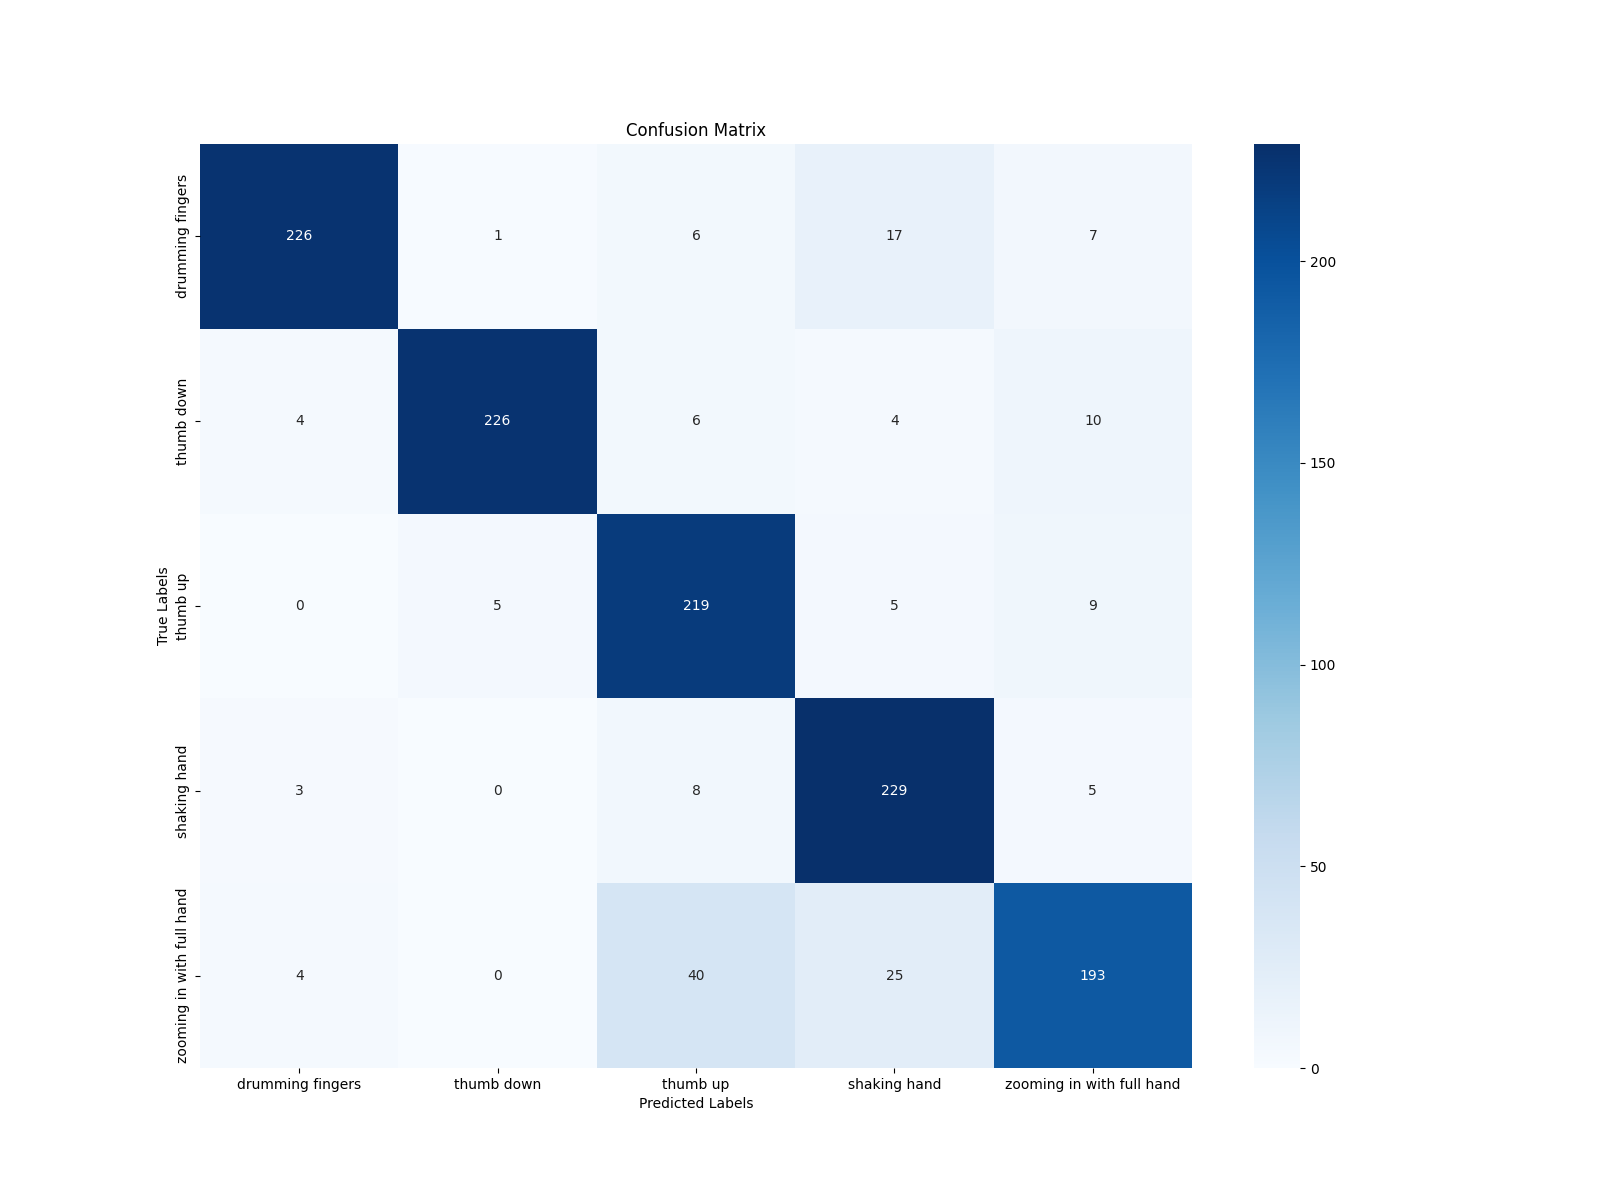 Confusion Matrix
drumming fingers
226 1 6 17 7
thumb down
4 226 6 4 10
True Labels
thumb up
0 5 219 5 9
shaking hand
3 0 8 229 5
zooming in with full hand
4 0 40 25 193
drumming fingers thumb down thumb up shaking hand zooming in with full hand
Predicted Labels
200
150
100
50
0